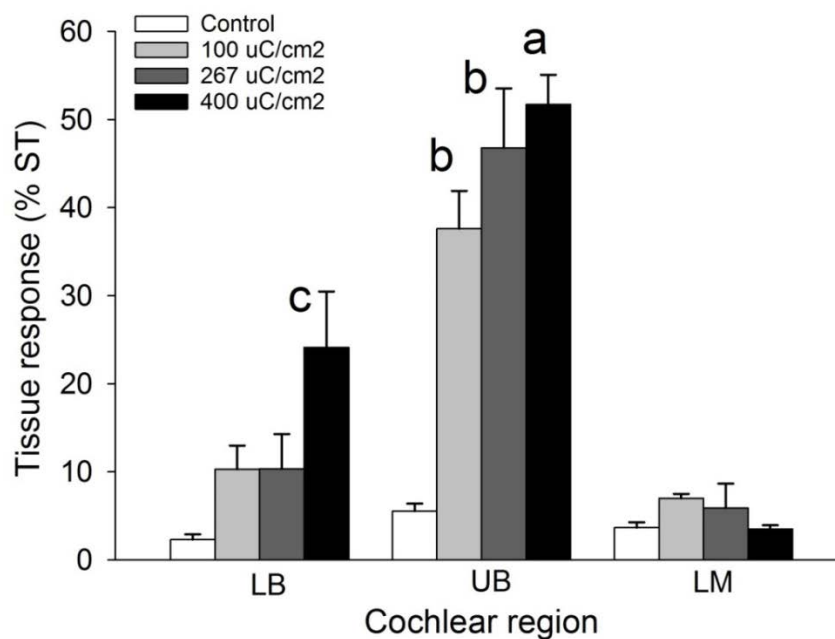 Control
100 uC/cm2
267 uC/cm2
400 uC/cm2
60
50
40
30
20
10
0
Tissue response (% ST)
c
b
b
a
LB
UB
LM
Cochlear region